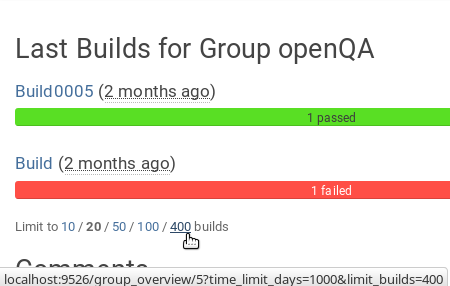 Last Builds for Group openQA
Build0005 (2 months ago)
1 passed
Build (2 months ago)
1 failed
Limit to 10 / 20 / 50 / 100 / 400 builds
Comments
localhost:9526/group_overview/5?time_limit_days=1000&limit_builds=400